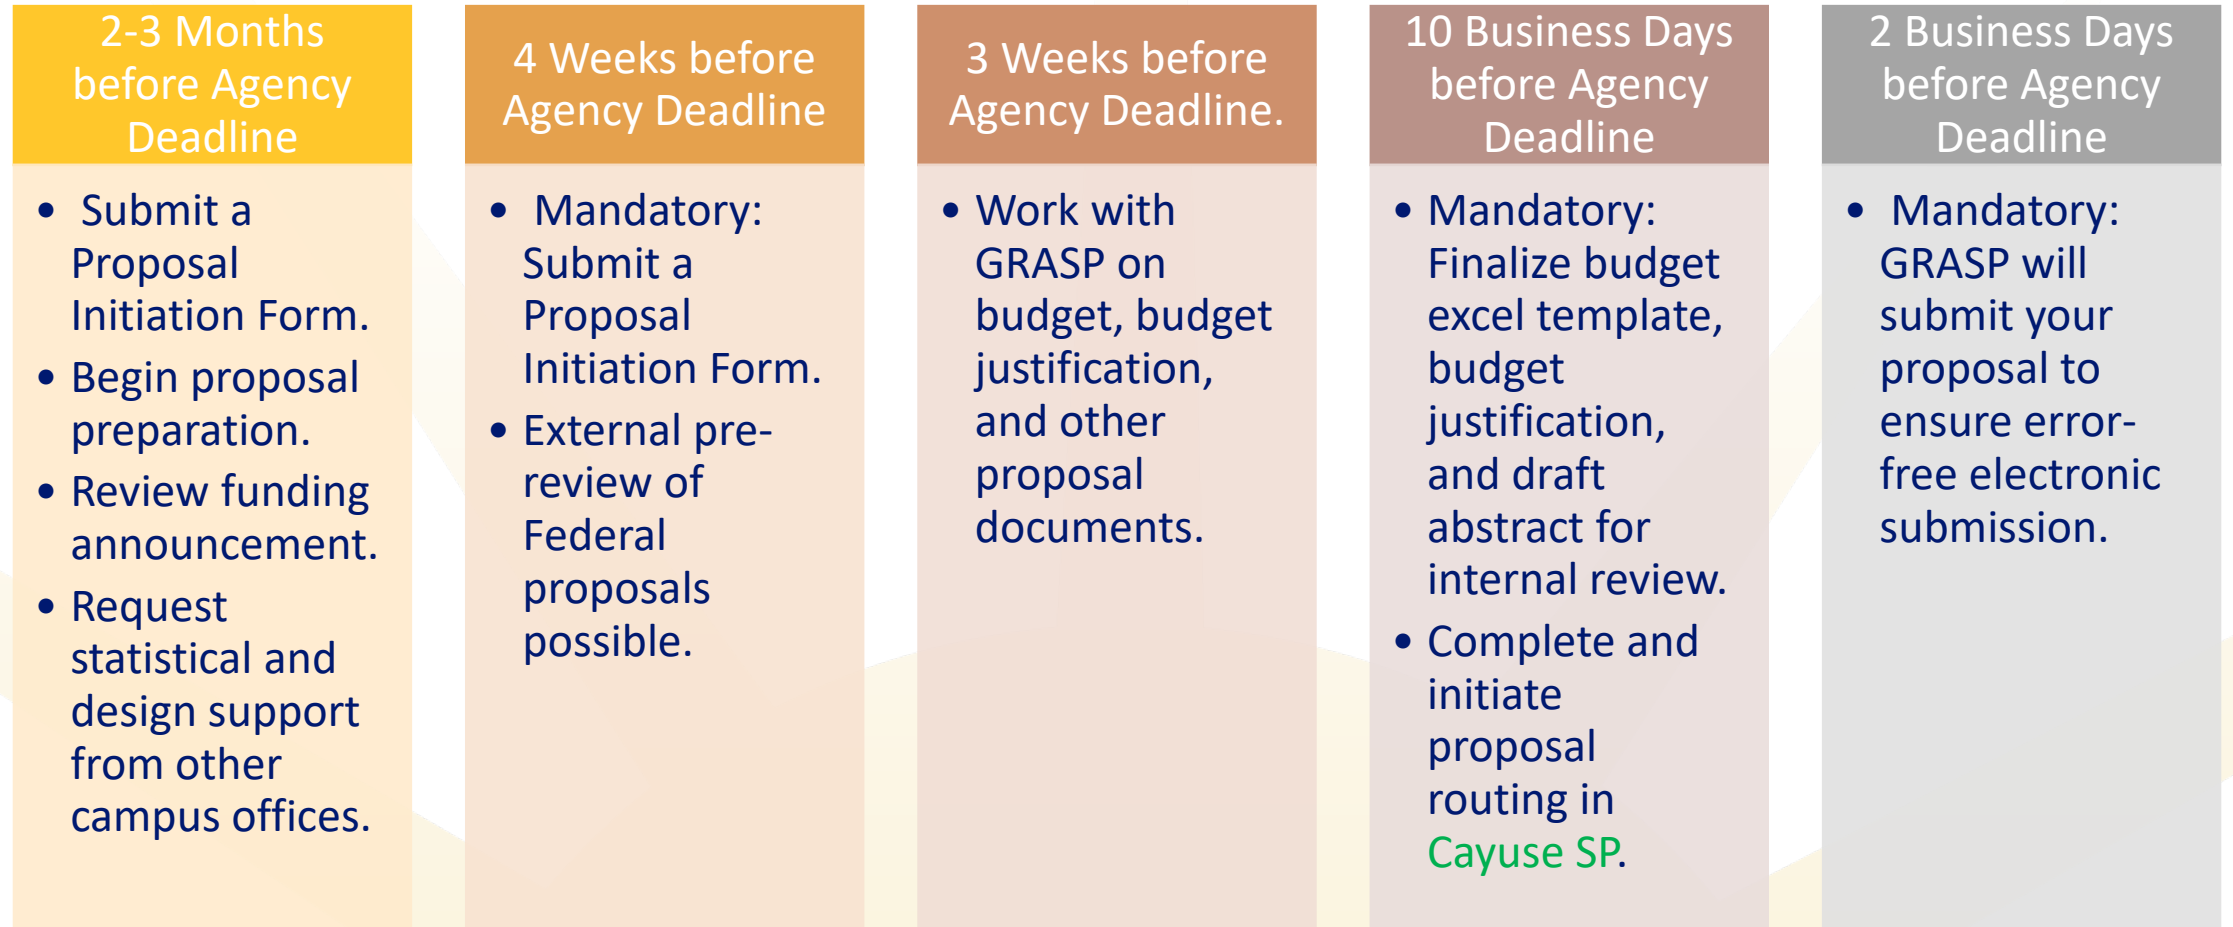 2-3 Months
before Agency
Deadline
• Submit a
Proposal
Initiation Form.
• Begin proposal
preparation.
• Review funding
announcement.
• Request
statistical and
design support
from other
campus offices.
4 Weeks before
Agency Deadline
• Mandatory:
Submit a
Proposal
Initiation Form.
• External pre-
review of
Federal
proposals
possible.
3 Weeks before
Agency Deadline.
• Work with
GRASP on
budget, budget
justification,
and other
proposal
documents.
10 Business Days
before Agency
Deadline
• Mandatory:
Finalize budget
excel template,
budget
justification,
and draft
abstract for
internal review.
• Complete and
initiate
proposal
routing in
Cayuse SP.
2 Business Days
before Agency
Deadline
• Mandatory:
GRASP will
submit your
proposal to
ensure error-
free electronic
submission.